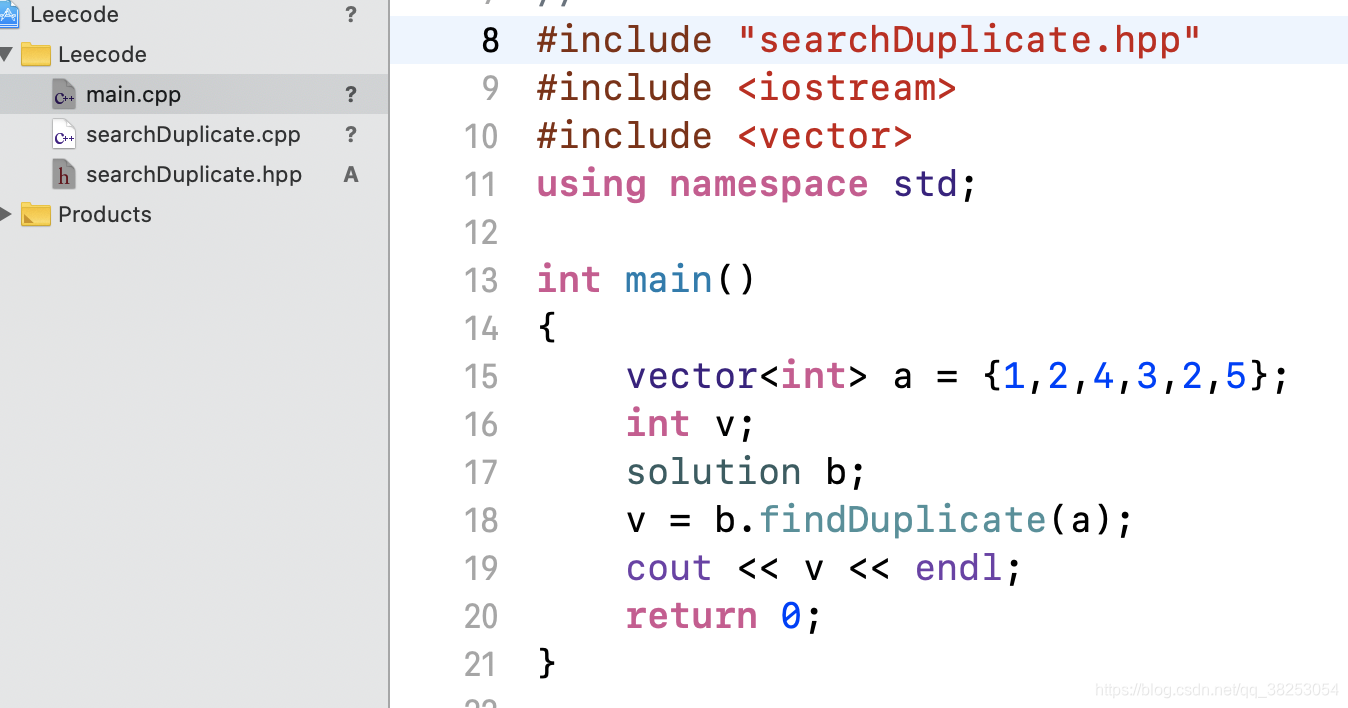 Leecode ?
Leecode
main.cpp ?
searchDuplicate.cpp ?
searchDuplicate.hpp A
Products
8 #include "searchDuplicate.hpp"
9 #include <iostream>
10 #include <vector>
11 using namespace std;
12
13 int main()
14 {
15     vector<int> a = {1,2,4,3,2,5};
16     int v;
17     solution b;
18     v = b.findDuplicate(a);
19     cout << v << endl;
20     return 0;
21 }
https://blog.csdn.net/qq_38253054